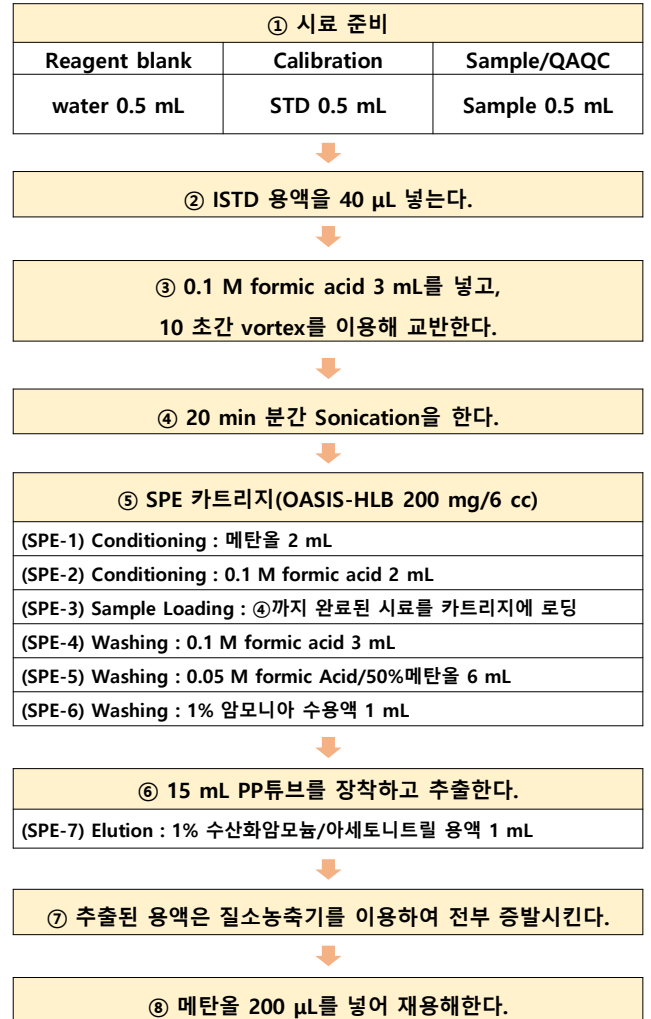 ① 시료 준비
Reagent blank Calibration Sample/QAQC
water 0.5 mL STD 0.5 mL Sample 0.5 mL
② ISTD 용액을 40 μL 넣는다.
③ 0.1 M formic acid 3 mL를 넣고,
10 초간 vortex를 이용해 교반한다.
④ 20 min 분간 Sonication을 한다.
⑤ SPE 카트리지(OASIS-HLB 200 mg/6 cc)
(SPE-1) Conditioning : 메탄올 2 mL
(SPE-2) Conditioning : 0.1 M formic acid 2 mL
(SPE-3) Sample Loading : ④까지 완료된 시료를 카트리지에 로딩
(SPE-4) Washing : 0.1 M formic acid 3 mL
(SPE-5) Washing : 0.05 M formic Acid/50%메탄올 6 mL
(SPE-6) Washing : 1% 암모니아 수용액 1 mL
⑥ 15 mL PP튜브를 장착하고 추출한다.
(SPE-7) Elution : 1% 수산화암모늄/아세토니트릴 용액 1 mL
⑦ 추출된 용액은 질소농축기를 이용하여 전부 증발시킨다.
⑧ 메탄올 200 μL를 넣어 재용해한다.